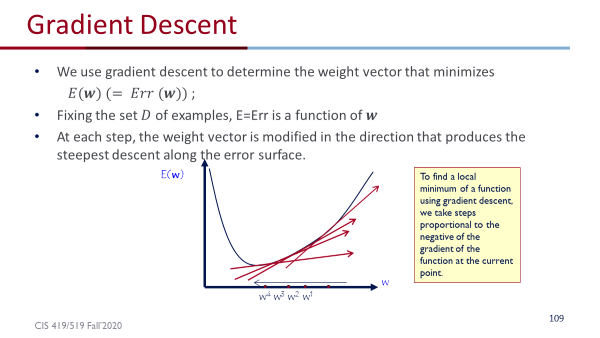 Gradient Descent
• We use gradient descent to determine the weight vector that minimizes
E(w) (= Err (w)) ;
• Fixing the set D of examples, E=Err is a function of w
• At each step, the weight vector is modified in the direction that produces the
steepest descent along the error surface.
E(w)
To find a local
minimum of a function
using gradient descent,
we take steps
proportional to the
negative of the
gradient of the
function at the current
point.
w
w⁴ w³ w² w¹
CIS 419/519 Fall'2020
109